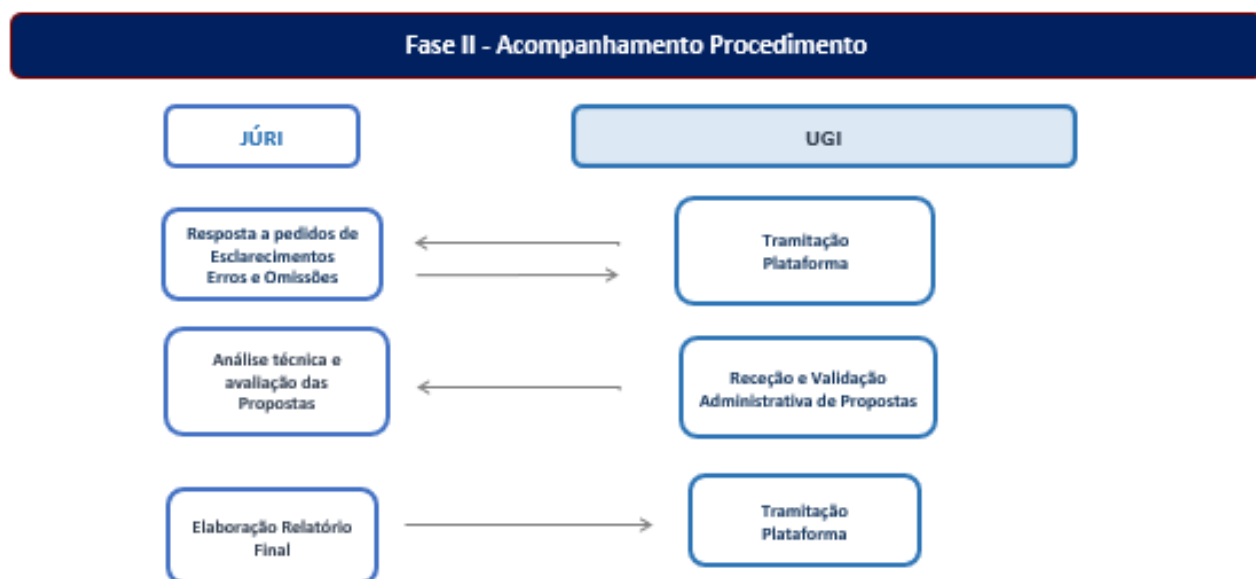 Fase II - Acompanhamento Procedimento
JÚRI
UGI
Resposta a pedidos de
Esclarecimentos
Erros e Omissões
Tramitação
Plataforma
Análise técnica e
avaliação das
Propostas
Receção e Validação
Administrativa de Propostas
Elaboração Relatório
Final
Tramitação
Plataforma